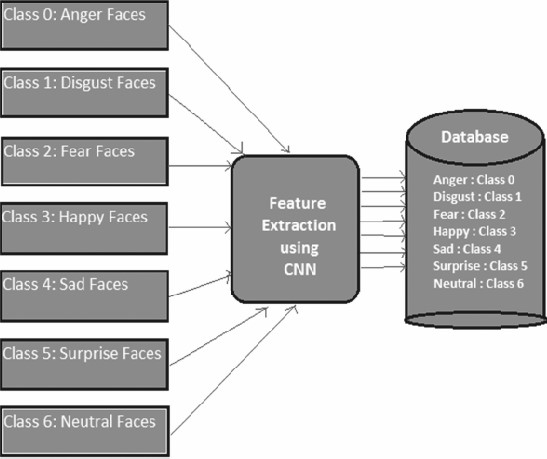 Class 0: Anger Faces
Class 1: Disgust Faces
Class 2: Fear Faces
Class 3: Happy Faces
Class 4: Sad Faces
Class 5: Surprise Faces
Class 6: Neutral Faces
Feature
Extraction
using
CNN
Database
Anger : Class 0
Disgust : Class 1
Fear : Class 2
Happy : Class 3
Sad : Class 4
Surprise : Class 5
Neutral : Class 6